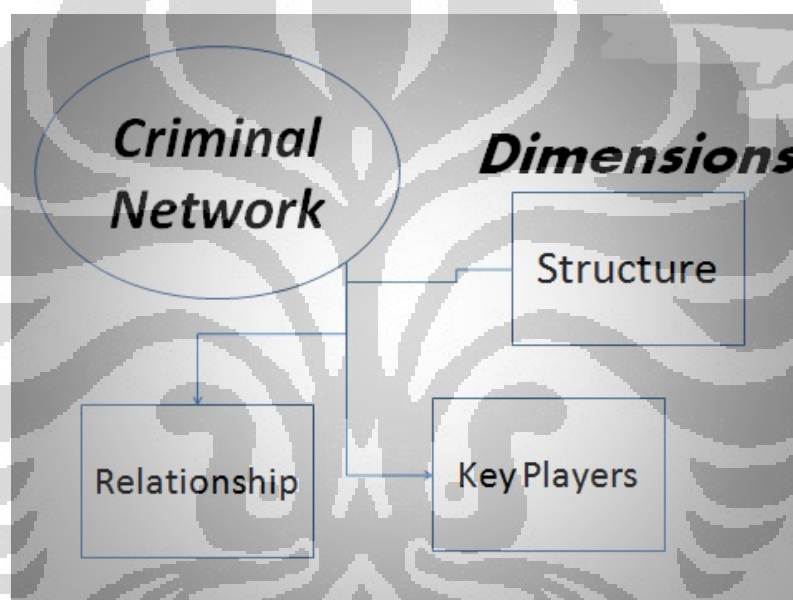 Criminal
Network
Dimensions
Structure
Relationship
Key Players